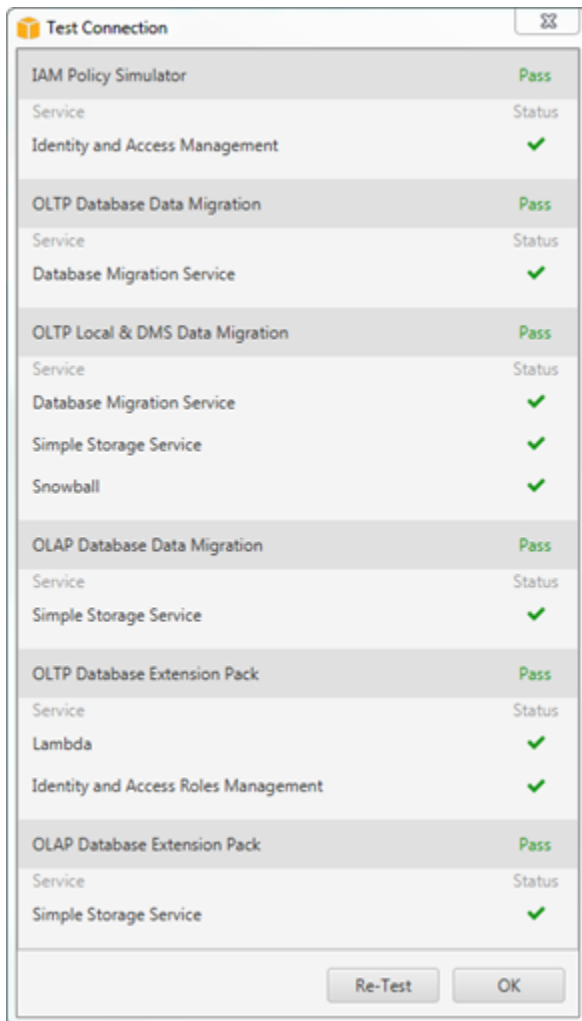 Test Connection
IAM Policy Simulator Pass
Service Status
Identity and Access Management
OLTP Database Data Migration Pass
Service Status
Database Migration Service
OLTP Local & DMS Data Migration Pass
Service Status
Database Migration Service
Simple Storage Service
Snowball
OLAP Database Data Migration Pass
Service Status
Simple Storage Service
OLTP Database Extension Pack Pass
Service Status
Lambda
Identity and Access Roles Management
OLAP Database Extension Pack Pass
Service Status
Simple Storage Service
Re-Test OK